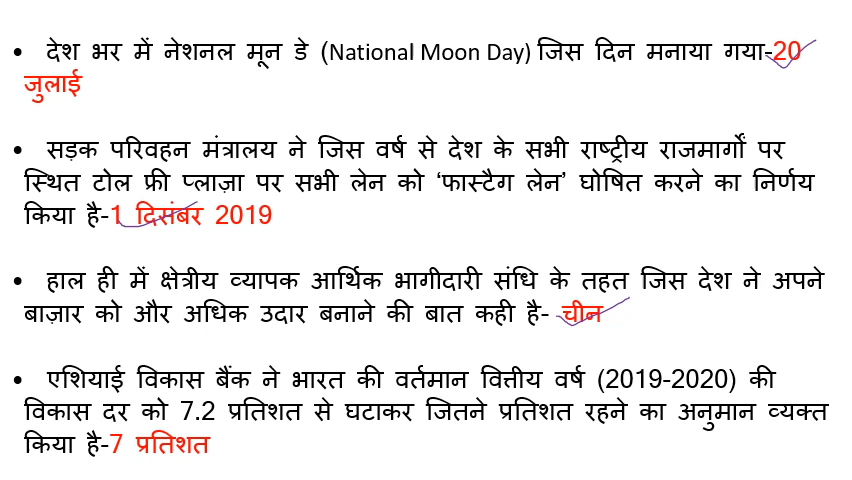 • देश भर में नेशनल मून डे (National Moon Day) जिस दिन मनाया गया-20
जुलाई
• सड़क परिवहन मंत्रालय ने जिस वर्ष से देश के सभी राष्ट्रीय राजमार्गों पर
स्थित टोल फ्री प्लाज़ा पर सभी लेन को ‘फास्टैग लेन’ घोषित करने का निर्णय
किया है-1 दिसंबर 2019
• हाल ही में क्षेत्रीय व्यापक आर्थिक भागीदारी संधि के तहत जिस देश ने अपने
बाज़ार को और अधिक उदार बनाने की बात कही है- चीन
• एशियाई विकास बैंक ने भारत की वर्तमान वित्तीय वर्ष (2019-2020) की
विकास दर को 7.2 प्रतिशत से घटाकर जितने प्रतिशत रहने का अनुमान व्यक्त
किया है-7 प्रतिशत